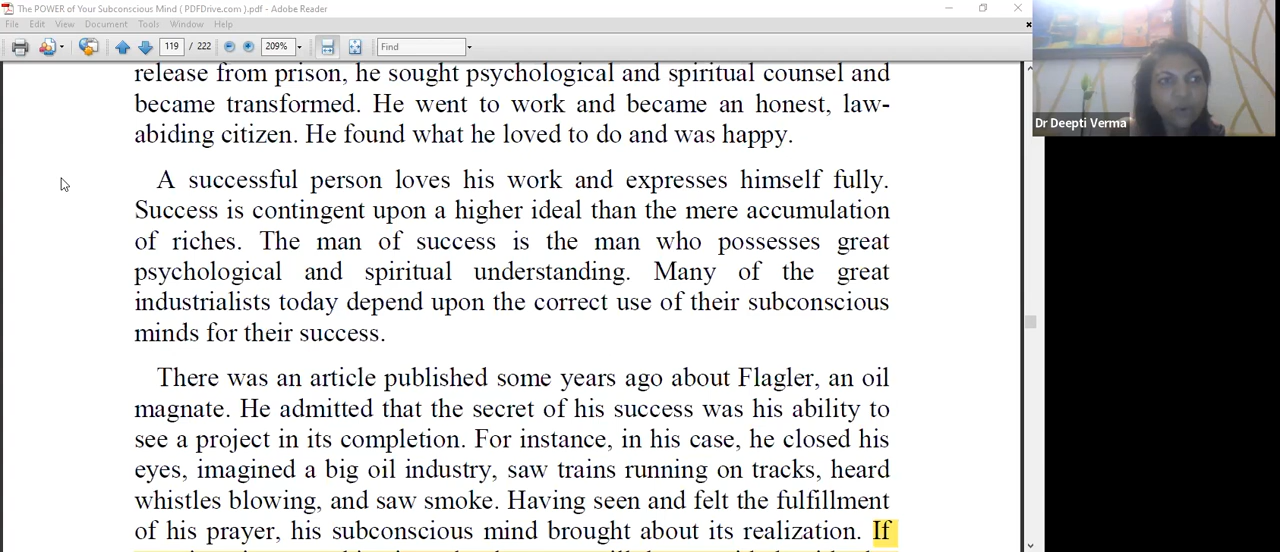 The POWER of Your Subconscious Mind ( PDFDrive.com ).pdf - Adobe Reader
File Edit View Document Tools Window Help
119 / 222 209% Find
Dr Deepti Verma
release from prison, he sought psychological and spiritual counsel and
became transformed. He went to work and became an honest, law-
abiding citizen. He found what he loved to do and was happy.
A successful person loves his work and expresses himself fully.
Success is contingent upon a higher ideal than the mere accumulation
of riches. The man of success is the man who possesses great
psychological and spiritual understanding. Many of the great
industrialists today depend upon the correct use of their subconscious
minds for their success.
There was an article published some years ago about Flagler, an oil
magnate. He admitted that the secret of his success was his ability to
see a project in its completion. For instance, in his case, he closed his
eyes, imagined a big oil industry, saw trains running on tracks, heard
whistles blowing, and saw smoke. Having seen and felt the fulfillment
of his prayer, his subconscious mind brought about its realization. If